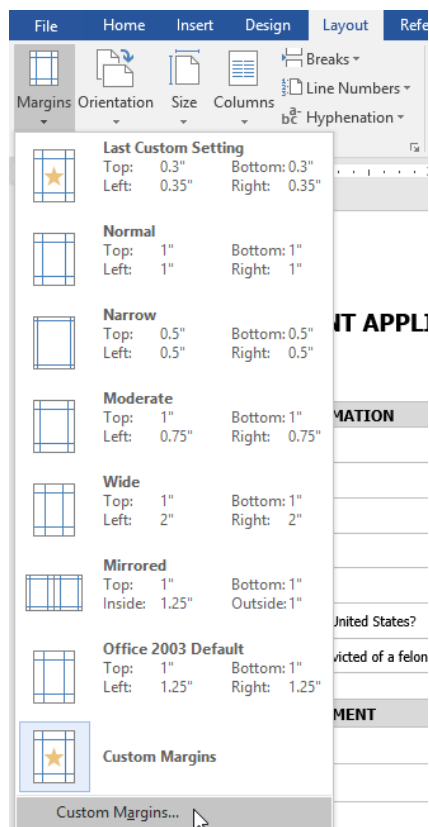 File Home Insert Design Layout Refe
Breaks
Line Numbers
Margins Orientation Size Columns
bc a- Hyphenation
Last Custom Setting
Top: 0.3" Bottom: 0.3"
Left: 0.35" Right: 0.35"
Normal
Top: 1" Bottom: 1"
Left: 1" Right: 1"
NT APPLI
Narrow
Top: 0.5" Bottom: 0.5"
Left: 0.5" Right: 0.5"
Moderate
Top: 1" Bottom: 1"
Left: 0.75" Right: 0.75"
MATION
Wide
Top: 1" Bottom: 1"
Left: 2" Right: 2"
Mirrored
Top: 1" Bottom: 1"
Inside: 1.25" Outside: 1"
United States?
Office 2003 Default
Top: 1" Bottom: 1"
Left: 1.25" Right: 1.25"
victed of a felon
MENT
Custom Margins
Custom Margins...